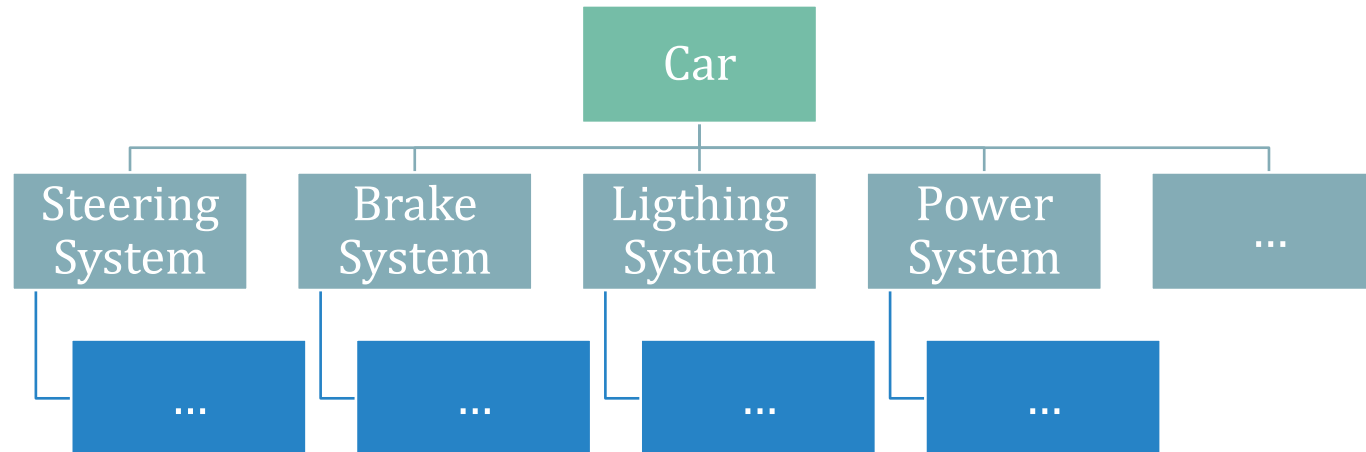 Car
Steering
System
Brake
System
Ligthing
System
Power
System
...
...
...
...
...